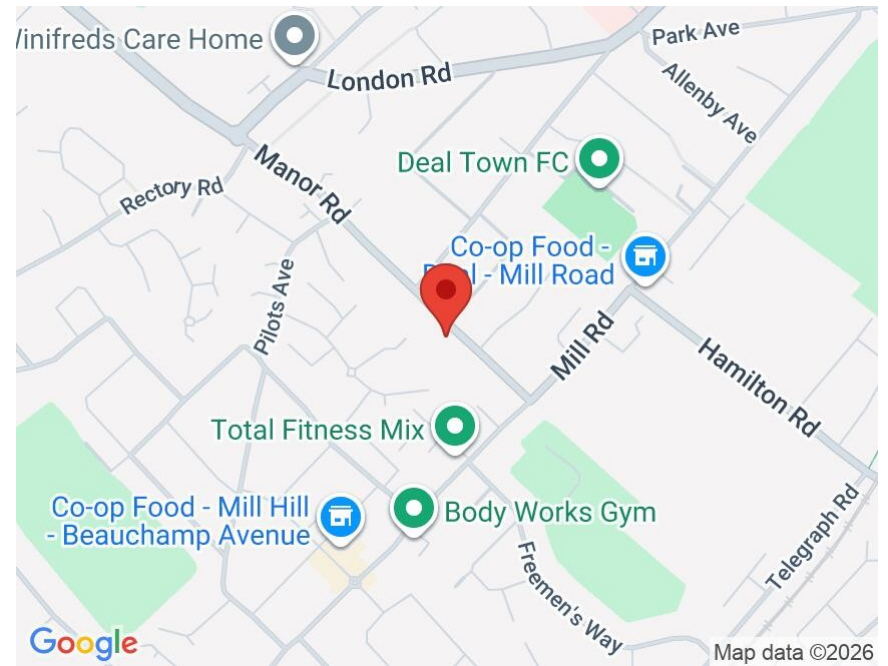 Winifreds Care Home
London Rd
Park Ave
Allenby Ave
Deal Town FC
Manor Rd
Rectory Rd
Co-op Food -
Deal - Mill Road
Pilots Ave
Mill Rd
Hamilton Rd
Total Fitness Mix
Co-op Food - Mill Hill
- Beauchamp Avenue
Body Works Gym
Telegraph Rd
Freemen's Way
Google
Map data ©2026